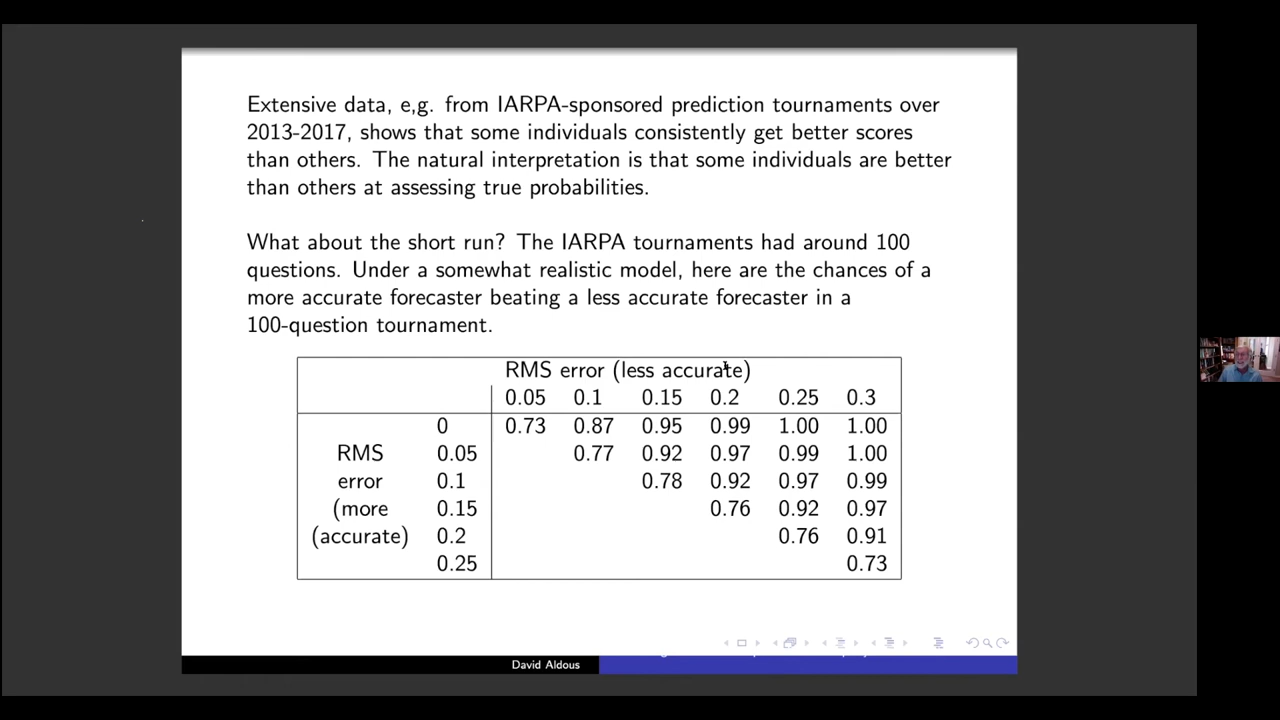 Extensive data, e,g. from IARPA-sponsored prediction tournaments over
2013-2017, shows that some individuals consistently get better scores
than others. The natural interpretation is that some individuals are better
than others at assessing true probabilities.
What about the short run? The IARPA tournaments had around 100
questions. Under a somewhat realistic model, here are the chances of a
more accurate forecaster beating a less accurate forecaster in a
100-question tournament.
RMS error (less accurate)
0.05 0.1 0.15 0.2 0.25 0.3
0 0.73 0.87 0.95 0.99 1.00 1.00
RMS 0.05 0.77 0.92 0.97 0.99 1.00
error 0.1 0.78 0.92 0.97 0.99
(more 0.15 0.76 0.92 0.97
(accurate) 0.2 0.76 0.91
0.25 0.73
David Aldous